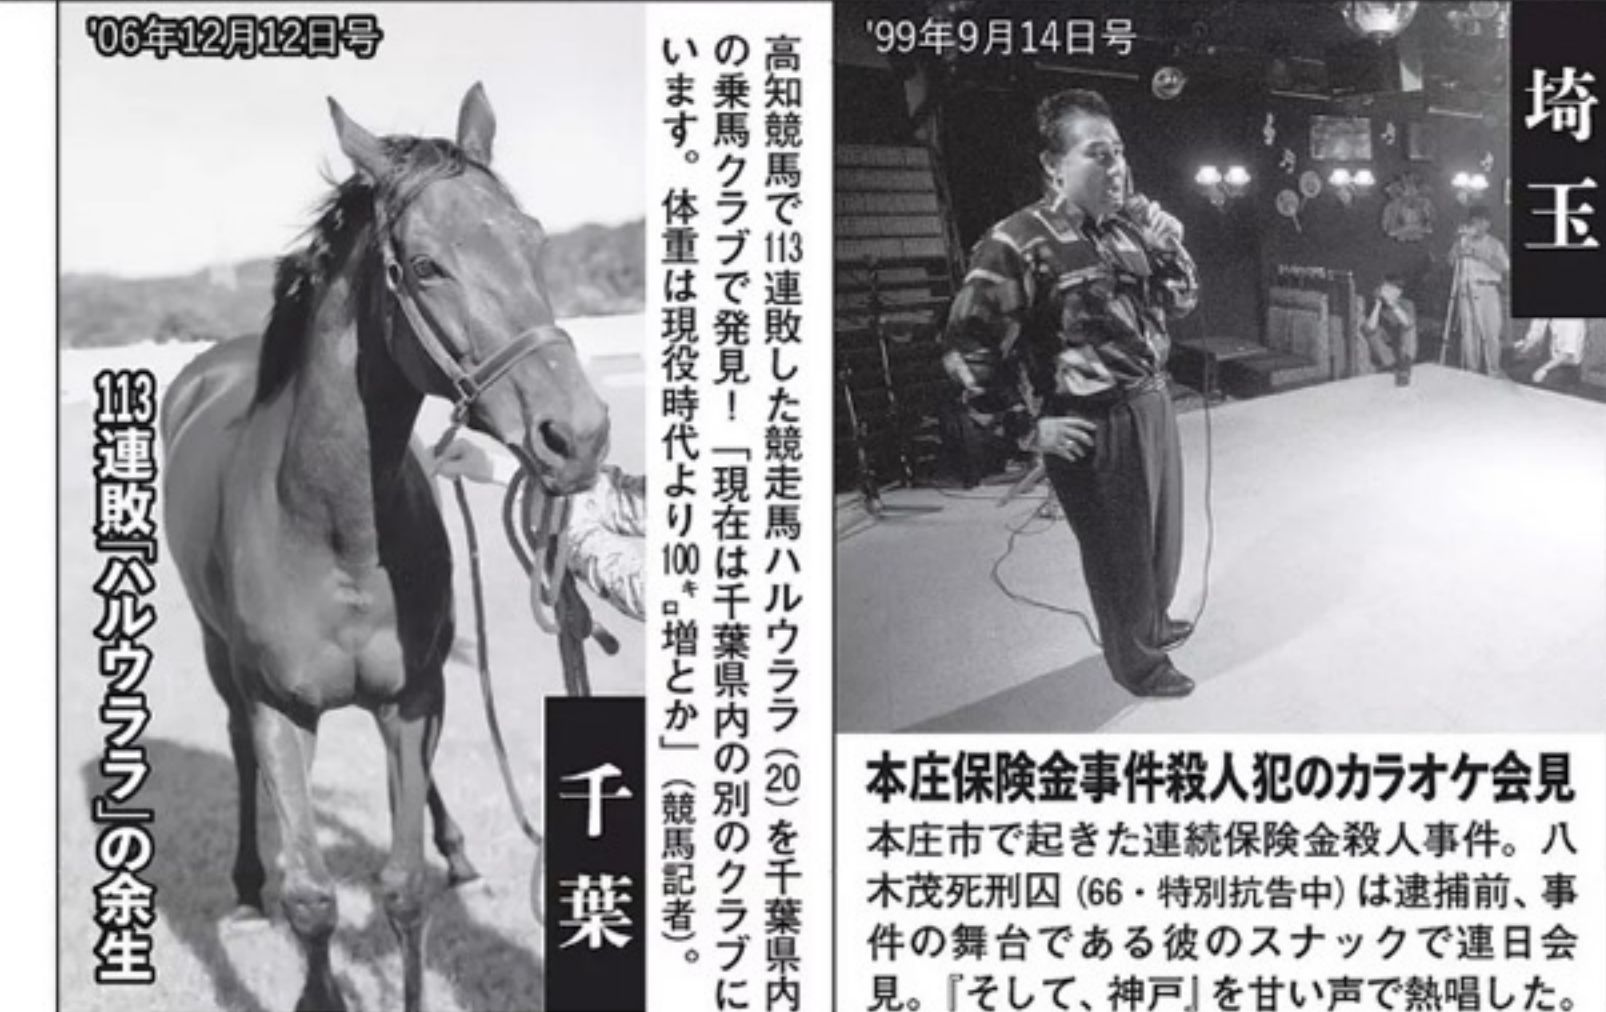 '99年9月14日号
埼玉
本庄保険金事件殺人犯のカラオケ会見
本庄市で起きた連続保険金殺人事件。八
木茂死刑囚(66・特別抗告中)は逮捕前、事
件の舞台である彼のスナックで連日会
見。『そして、神戸』を甘い声で熱唱した。
'06年12月12日号
113連敗「ハルウララ」の余生
千葉
高知競馬で113連敗した競走馬ハルウララ(20)を千葉県内
の乗馬クラブで発見!「現在は千葉県内の別のクラブに
います。体重は現役時代より100㌔増とか」(競馬記者)。